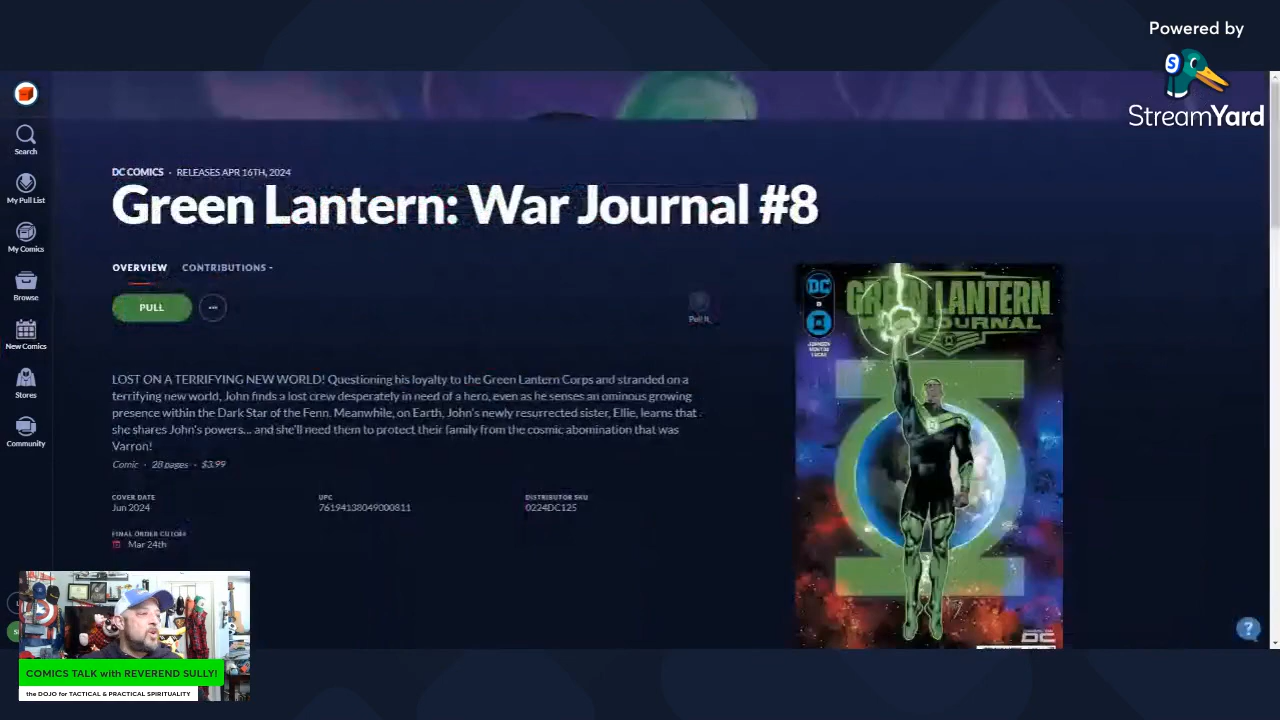 Powered by
StreamYard
Search
My Pull List
My Comics
Browse
New Comics
Stores
Community
DC COMICS · RELEASES APR 16TH, 2024
Green Lantern: War Journal #8
OVERVIEW CONTRIBUTIONS
PULL
Pull It
LOST ON A TERRIFYING NEW WORLD! Questioning his loyalty to the Green Lantern Corps and stranded on a
terrifying new world, John finds a lost crew desperately in need of a hero, even as he senses an ominous growing
presence within the Dark Star of the Fenn. Meanwhile, on Earth, John's newly resurrected sister, Ellie, learns that
she shares John's powers... and she'll need them to protect their family from the cosmic abomination that was
Varron!
Comic · 28 pages · $3.99
COVER DATE
Jun 2024
UPC
76194138049000811
DISTRIBUTOR SKU
0224DC125
FINAL ORDER CUTOFF
Mar 24th
DC
GREEN LANTERN
WAR JOURNAL
DC
?
COMICS TALK with REVEREND SULLY!
the DOJO for TACTICAL & PRACTICAL SPIRITUALITY